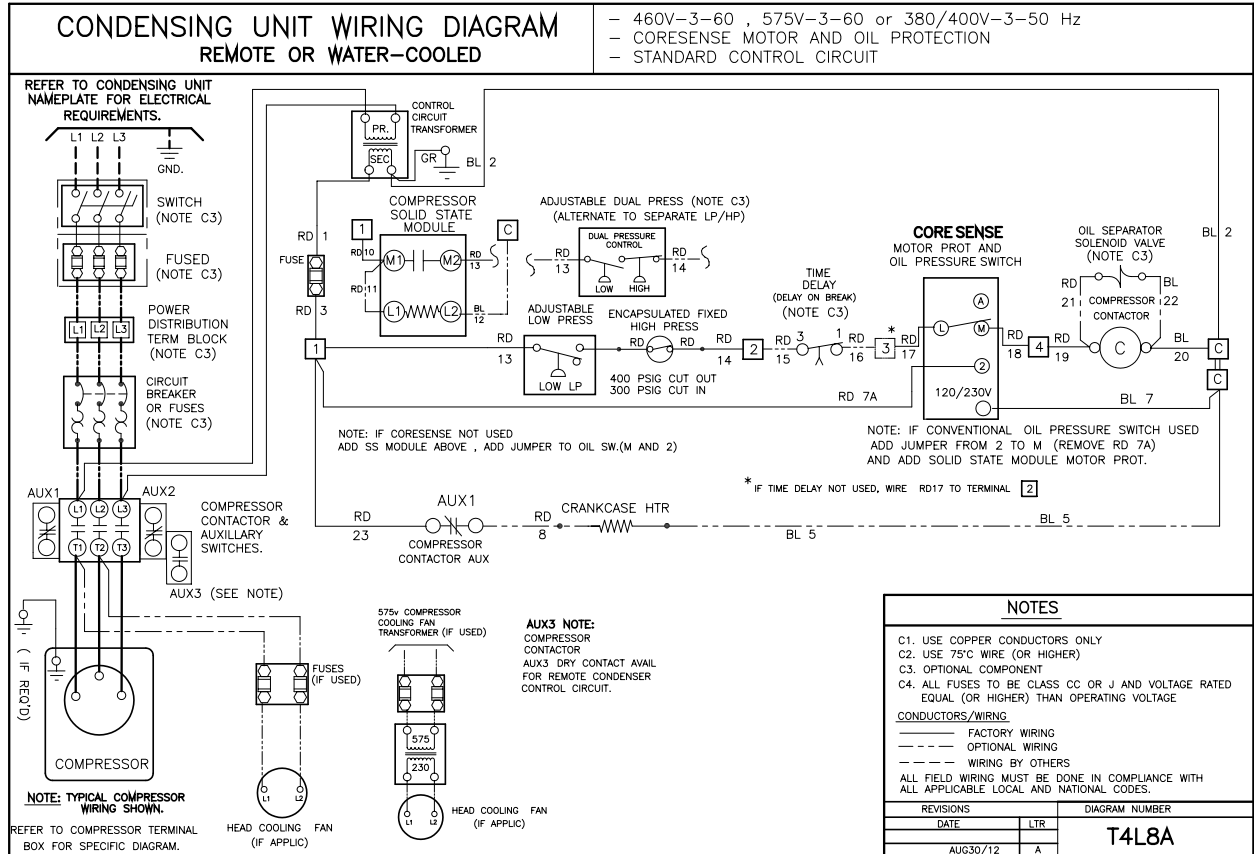 CONDENSING UNIT WIRING DIAGRAM
REMOTE OR WATER-COOLED
- 460V-3-60 , 575V-3-60 or 380/400V-3-50 Hz
- CORESENSE MOTOR AND OIL PROTECTION
- STANDARD CONTROL CIRCUIT
REFER TO CONDENSING UNIT
NAMEPLATE FOR ELECTRICAL
REQUIREMENTS.
L1 L2 L3
GND.
SWITCH
(NOTE C3)
FUSED
(NOTE C3)
L1 L2 L3
POWER
DISTRIBUTION
TERM BLOCK
(NOTE C3)
CIRCUIT
BREAKER
OR FUSES
(NOTE C3)
AUX1
AUX2
L1 L2 L3
T1 T2 T3
COMPRESSOR
CONTACTOR &
AUXILLARY
SWITCHES.
AUX3 (SEE NOTE)
( IF REQ'D)
COMPRESSOR
NOTE: TYPICAL COMPRESSOR
WIRING SHOWN.
REFER TO COMPRESSOR TERMINAL
BOX FOR SPECIFIC DIAGRAM.
FUSES
(IF USED)
L1 L2
HEAD COOLING FAN
(IF APPLIC)
575v COMPRESSOR
COOLING FAN
TRANSFORMER (IF USED)
575
230
L1 L2
HEAD COOLING FAN
(IF APPLIC)
AUX3 NOTE:
COMPRESSOR
CONTACTOR
AUX3 DRY CONTACT AVAIL
FOR REMOTE CONDENSER
CONTROL CIRCUIT.
PR.
SEC
CONTROL
CIRCUIT
TRANSFORMER
GR
BL 2
BL 2
RD 1
FUSE
RD 3
1
COMPRESSOR
SOLID STATE
MODULE
1
RD 10
RD 11
M1 M2
L1 L2
RD
13
BL
12
C
ADJUSTABLE DUAL PRESS (NOTE C3)
(ALTERNATE TO SEPARATE LP/HP)
DUAL PRESSURE
CONTROL
RD
13
LOW HIGH
RD
14
RD
13
ADJUSTABLE
LOW PRESS
LOW LP
ENCAPSULATED FIXED
HIGH PRESS
RD RD
400 PSIG CUT OUT
300 PSIG CUT IN
RD
14
2
RD
15
TIME
DELAY
(DELAY ON BREAK)
(NOTE C3)
3 1
RD
16
*
3
RD
17
CORE SENSE
MOTOR PROT AND
OIL PRESSURE SWITCH
A
L
M
2
120/230V
RD
18
4
RD
19
OIL SEPARATOR
SOLENOID VALVE
(NOTE C3)
RD
21
BL
22
COMPRESSOR
CONTACTOR
C
BL
20
C
C
RD 7A
BL 7
NOTE: IF CORESENSE NOT USED
ADD SS MODULE ABOVE , ADD JUMPER TO OIL SW.(M AND 2)
NOTE: IF CONVENTIONAL OIL PRESSURE SWITCH USED
ADD JUMPER FROM 2 TO M (REMOVE RD 7A)
AND ADD SOLID STATE MODULE MOTOR PROT.
* IF TIME DELAY NOT USED, WIRE RD17 TO TERMINAL 2
RD
23
AUX1
COMPRESSOR
CONTACTOR AUX
RD
8
CRANKCASE HTR
BL 5
BL 5
NOTES
C1. USE COPPER CONDUCTORS ONLY
C2. USE 75°C WIRE (OR HIGHER)
C3. OPTIONAL COMPONENT
C4. ALL FUSES TO BE CLASS CC OR J AND VOLTAGE RATED
EQUAL (OR HIGHER) THAN OPERATING VOLTAGE
CONDUCTORS/WIRNG
FACTORY WIRING
OPTIONAL WIRING
WIRING BY OTHERS
ALL FIELD WIRING MUST BE DONE IN COMPLIANCE WITH
ALL APPLICABLE LOCAL AND NATIONAL CODES.
REVISIONS
DIAGRAM NUMBER
DATE LTR
T4L8A
AUG30/12 A